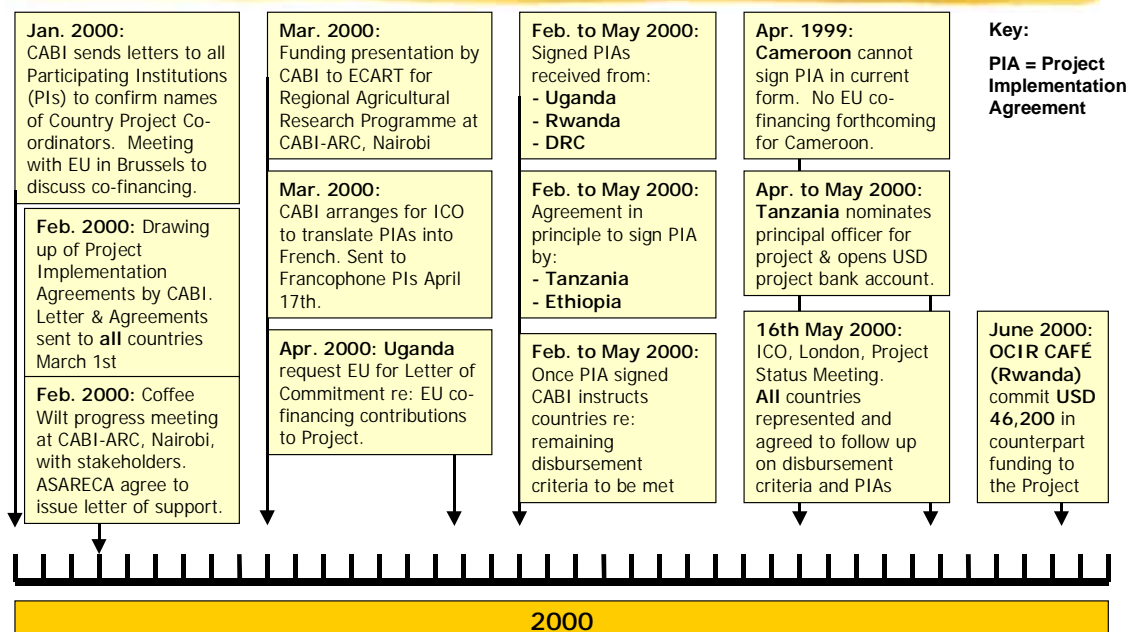 Jan. 2000:
CABI sends letters to all
Participating Institutions
(PIs) to confirm names
of Country Project Co-
ordinators. Meeting
with EU in Brussels to
discuss co-financing.
Feb. 2000: Drawing
up of Project
Implementation
Agreements by CABI.
Letter & Agreements
sent to all countries
March 1st
Feb. 2000: Coffee
Wilt progress meeting
at CABI-ARC, Nairobi,
with stakeholders.
ASARECA agree to
issue letter of support.
Mar. 2000:
Funding presentation by
CABI to ECART for
Regional Agricultural
Research Programme at
CABI-ARC, Nairobi
Mar. 2000:
CABI arranges for ICO
to translate PIAs into
French. Sent to
Francophone PIs April
17th.
Apr. 2000: Uganda
request EU for Letter of
Commitment re: EU co-
financing contributions
to Project.
Feb. to May 2000:
Signed PIAs
received from:
- Uganda
- Rwanda
- DRC
Feb. to May 2000:
Agreement in
principle to sign PIA
by:
- Tanzania
- Ethiopia
Feb. to May 2000:
Once PIA signed
CABI instructs
countries re:
remaining
disbursement
criteria to be met
Apr. 1999:
Cameroon cannot
sign PIA in current
form. No EU co-
financing forthcoming
for Cameroon.
Apr. to May 2000:
Tanzania nominates
principal officer for
project & opens USD
project bank account.
16th May 2000:
ICO, London, Project
Status Meeting.
All countries
represented and
agreed to follow up
on disbursement
criteria and PIAs
Key:
PIA = Project
Implementation
Agreement
June 2000:
OCIR CAFÉ
(Rwanda)
commit USD
46,200 in
counterpart
funding to
the Project
2000